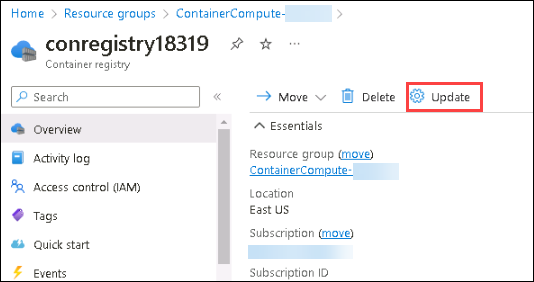 Home > Resource groups > ContainerCompute- >
conregistry18319
Container registry
Search
Move
Delete
Update
Overview
Activity log
Access control (IAM)
Tags
Quick start
Events
Essentials
Resource group (move)
ContainerCompute-
Location
East US
Subscription (move)
Subscription ID